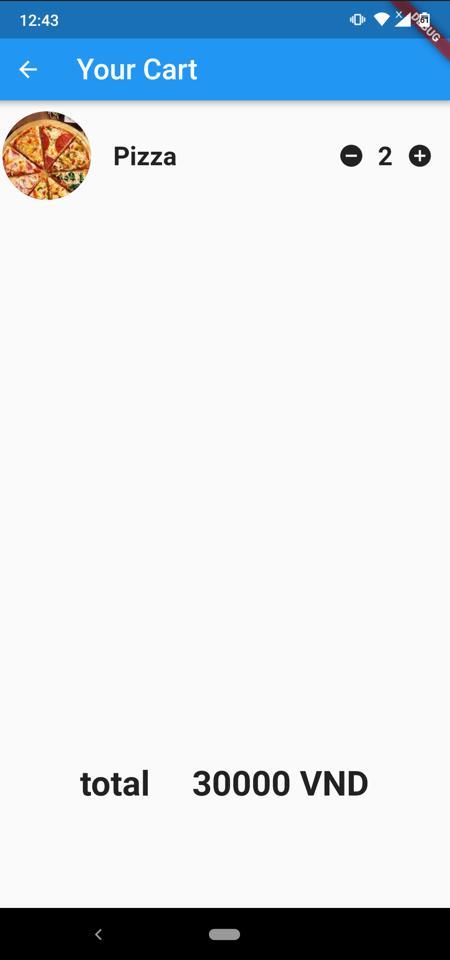 12:43
DEBUG
Your Cart
Pizza
2
total 30000 VND